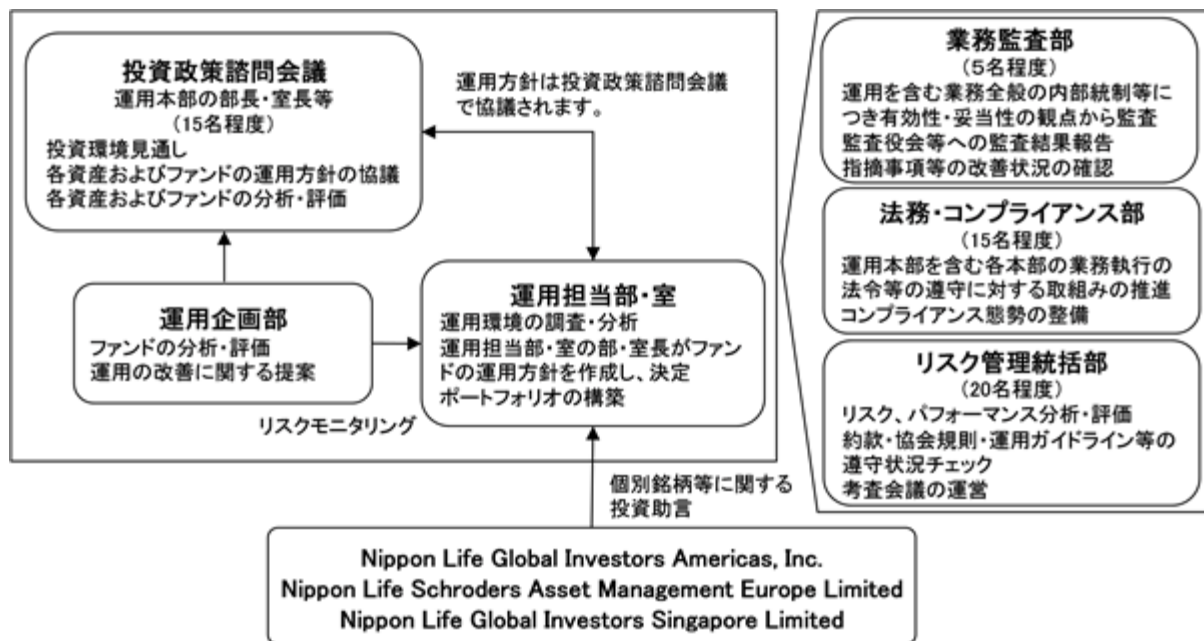 投資政策諮問会議
運用本部の部長・室長等
(15名程度)
投資環境見通し
各資産およびファンドの運用方針の協議
各資産およびファンドの分析・評価
運用方針は投資政策諮問会議
で協議されます。
運用企画部
ファンドの分析・評価
運用の改善に関する提案
リスクモニタリング
運用担当部・室
運用環境の調査・分析
運用担当部・室の部・室長がファン
ドの運用方針を作成し、決定
ポートフォリオの構築
個別銘柄等に関する
投資助言
Nippon Life Global Investors Americas, Inc.
Nippon Life Schroders Asset Management Europe Limited
Nippon Life Global Investors Singapore Limited
業務監査部
(5名程度)
運用を含む業務全般の内部統制等に
つき有効性・妥当性の観点から監査
監査役会等への監査結果報告
指摘事項等の改善状況の確認
法務・コンプライアンス部
(15名程度)
運用本部を含む各本部の業務執行の
法令等の遵守に対する取組みの推進
コンプライアンス態勢の整備
リスク管理統括部
(20名程度)
リスク、パフォーマンス分析・評価
約款・協会規則・運用ガイドライン等の
遵守状況チェック
考査会議の運営